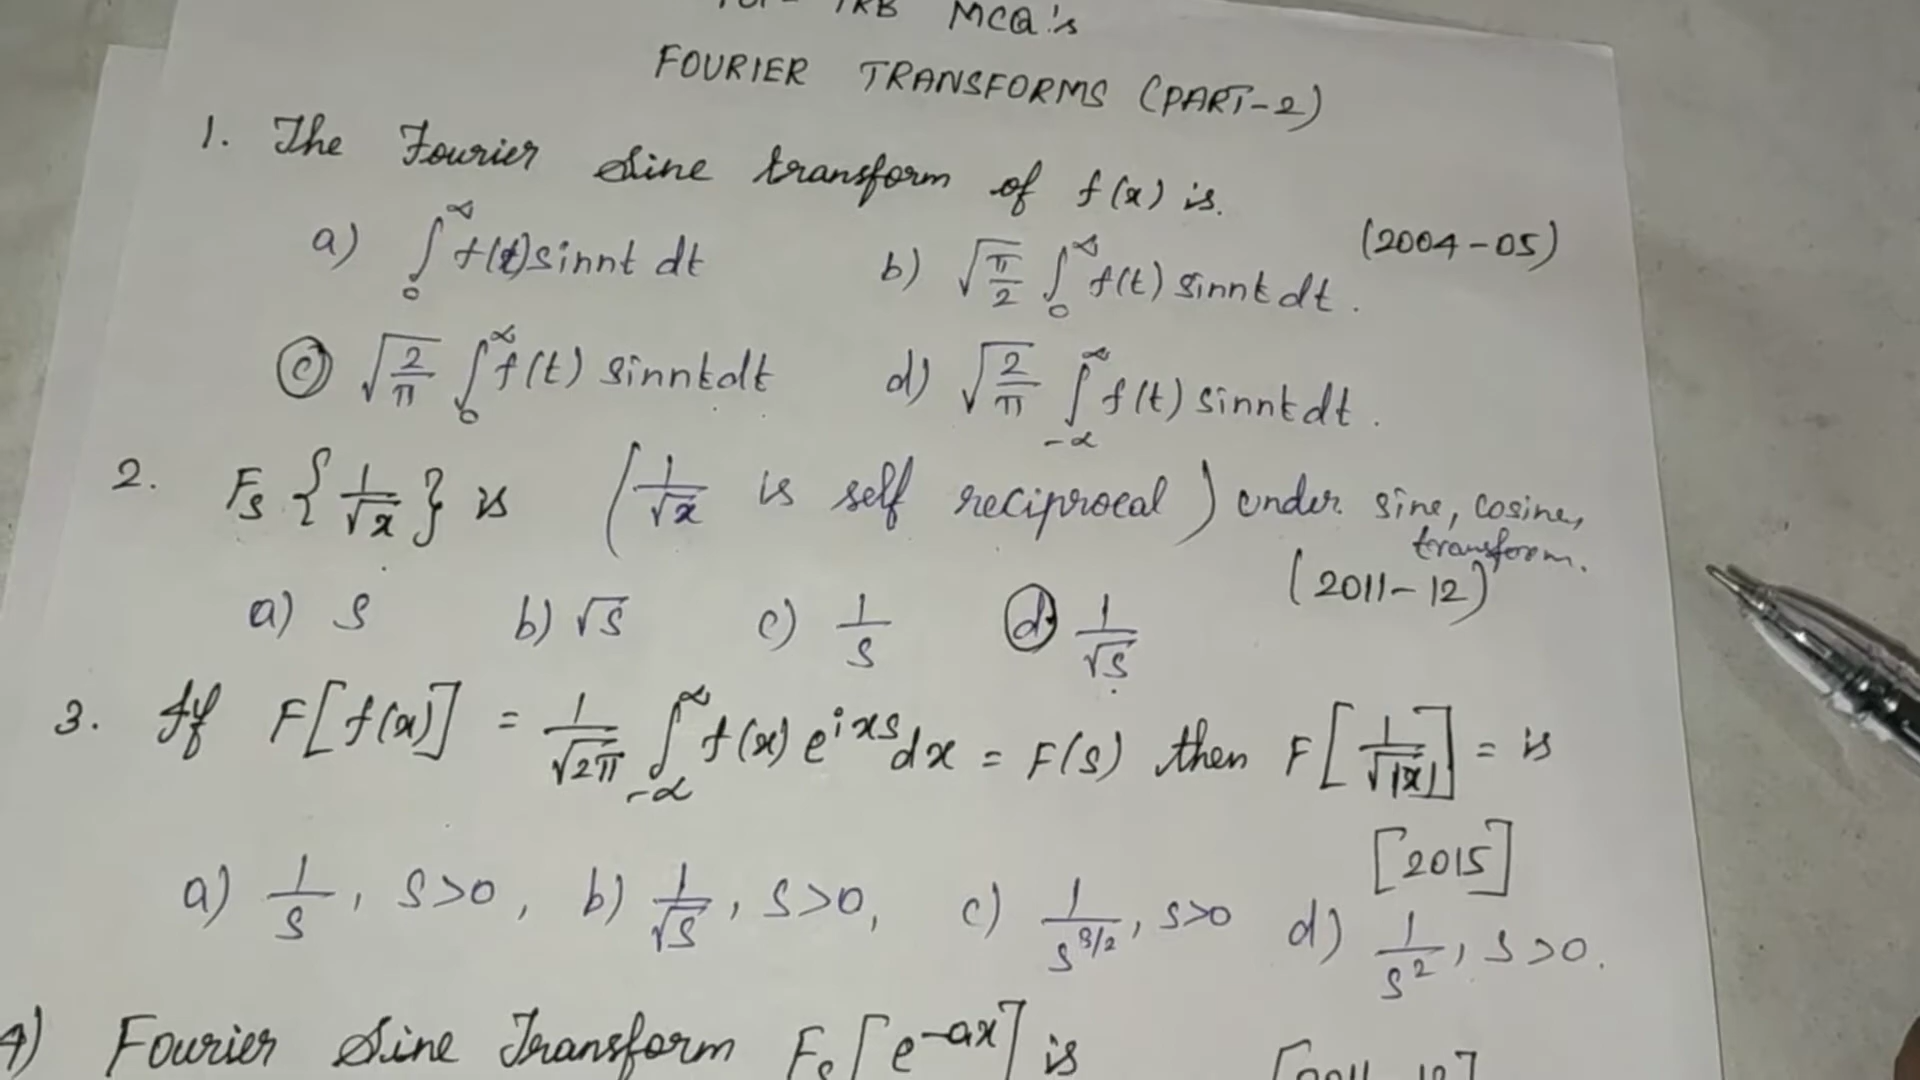 TRB MCQ's
FOURIER TRANSFORMS (PART-2)
1. The Fourier Sine transform of f(x) is.
(2004-05)
a) ∫₀^∞ f(t) sinnt dt b) √(π/2) ∫₀^∞ f(t) sinnt dt.
c) √(2/π) ∫₀^∞ f(t) sinnt dt d) √(2/π) ∫₋∞^∞ f(t) sinnt dt.
2. Fs {1/√x} is (1/√x is self reciprocal) under sine, cosine,
transform.
(2011-12)
a) s b) √s c) 1/s d) 1/√s
3. If F[f(x)] = 1/√2π ∫₋∞^∞ f(x) e^{ixs} dx = F(s) then F[1/√|x|] = is
[2015]
a) 1/s, s>0, b) 1/√s, s>0, c) 1/s^{3/2}, s>0 d) 1/s², s>0.
4) Fourier Sine Transform Fs[e^{-ax}] is